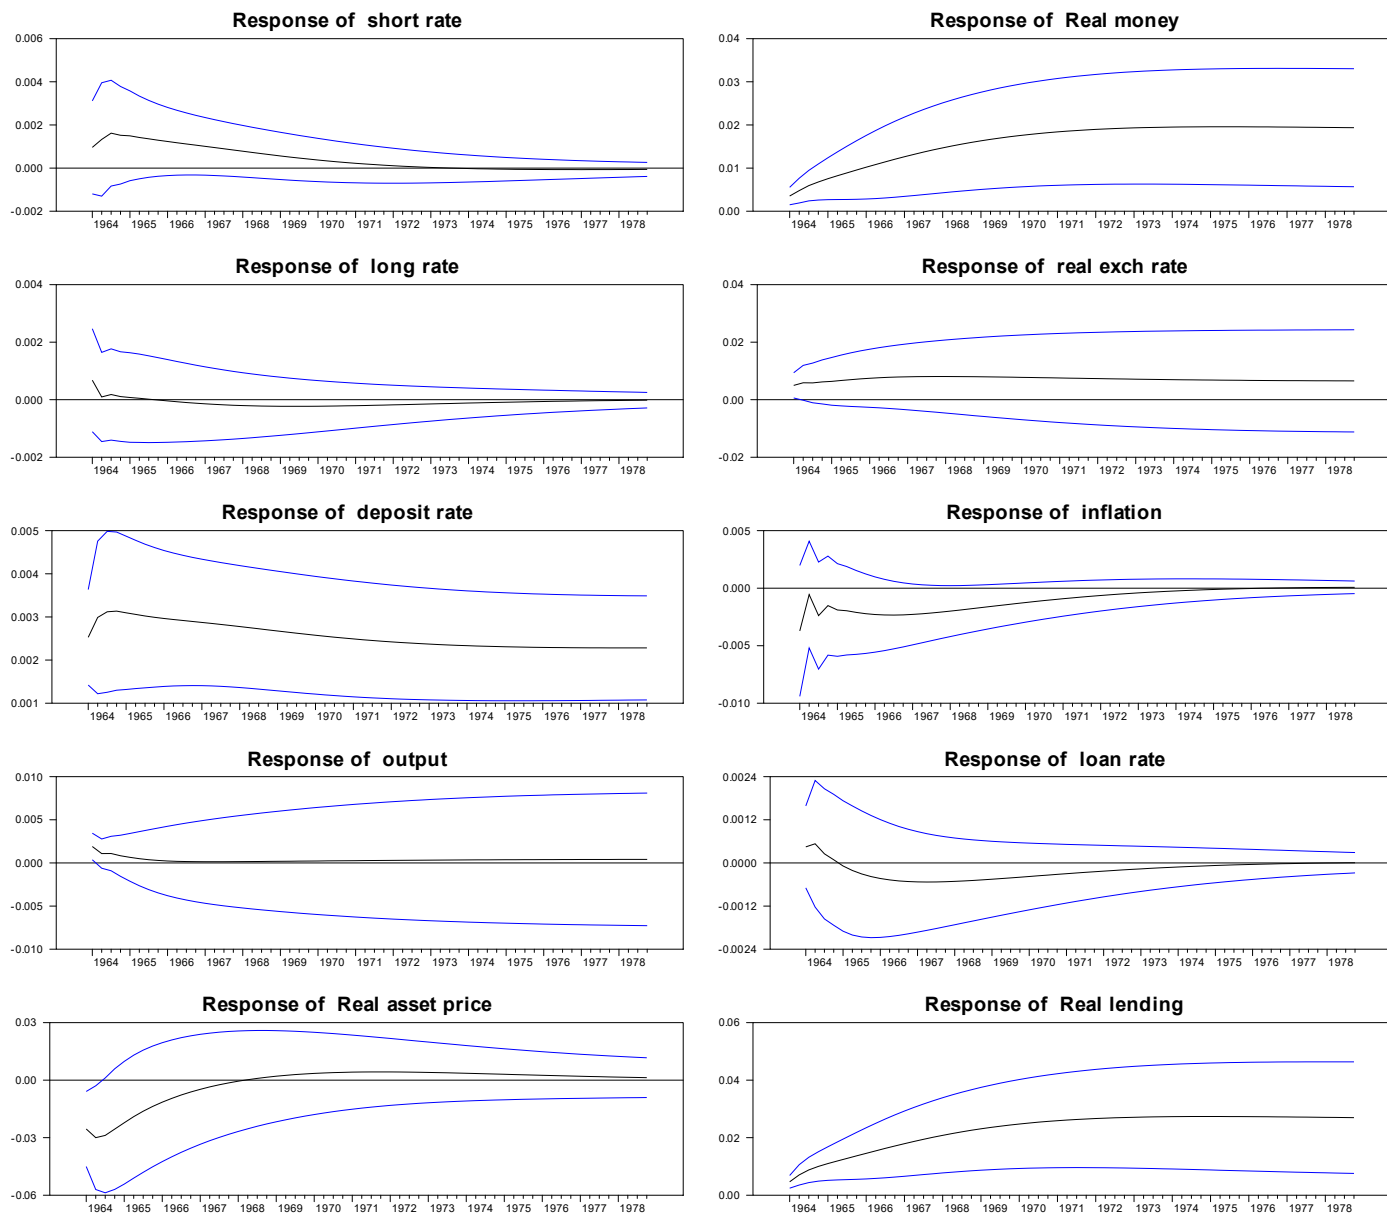 Response of short rate
0.006
0.004
0.002
0.000
-0.002
1964 1965 1966 1967 1968 1969 1970 1971 1972 1973 1974 1975 1976 1977 1978
Response of Real money
0.04
0.03
0.02
0.01
0.00
1964 1965 1966 1967 1968 1969 1970 1971 1972 1973 1974 1975 1976 1977 1978
Response of long rate
0.004
0.002
0.000
-0.002
1964 1965 1966 1967 1968 1969 1970 1971 1972 1973 1974 1975 1976 1977 1978
Response of real exch rate
0.04
0.02
0.00
-0.02
1964 1965 1966 1967 1968 1969 1970 1971 1972 1973 1974 1975 1976 1977 1978
Response of deposit rate
0.005
0.004
0.003
0.002
0.001
1964 1965 1966 1967 1968 1969 1970 1971 1972 1973 1974 1975 1976 1977 1978
Response of inflation
0.005
0.000
-0.005
-0.010
1964 1965 1966 1967 1968 1969 1970 1971 1972 1973 1974 1975 1976 1977 1978
Response of output
0.010
0.005
0.000
-0.005
-0.010
1964 1965 1966 1967 1968 1969 1970 1971 1972 1973 1974 1975 1976 1977 1978
Response of loan rate
0.0024
0.0012
0.0000
-0.0012
-0.0024
1964 1965 1966 1967 1968 1969 1970 1971 1972 1973 1974 1975 1976 1977 1978
Response of Real asset price
0.03
0.00
-0.03
-0.06
1964 1965 1966 1967 1968 1969 1970 1971 1972 1973 1974 1975 1976 1977 1978
Response of Real lending
0.06
0.04
0.02
0.00
1964 1965 1966 1967 1968 1969 1970 1971 1972 1973 1974 1975 1976 1977 1978